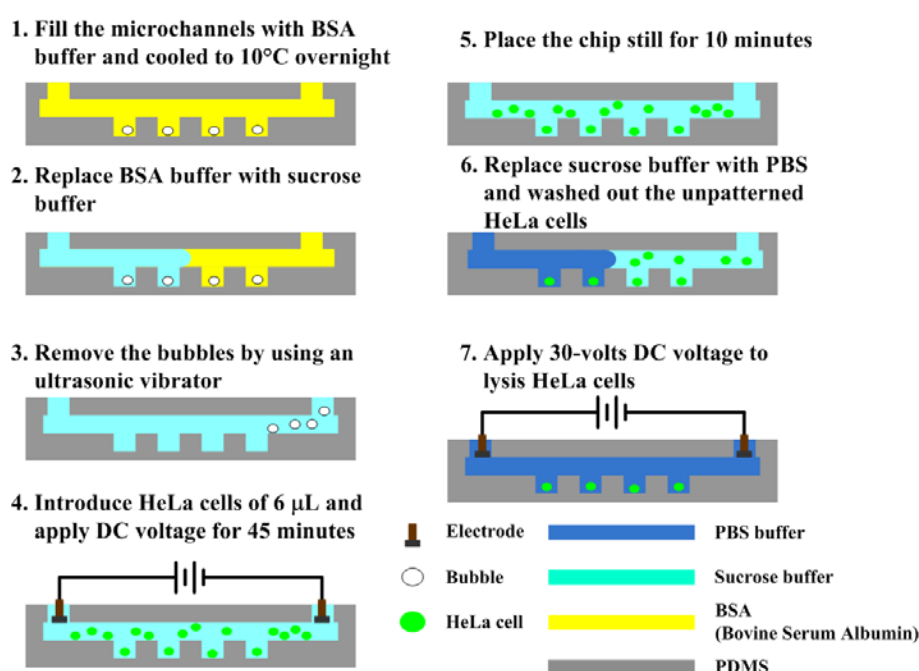 1. Fill the microchannels with BSA
buffer and cooled to 10°C overnight
2. Replace BSA buffer with sucrose
buffer
3. Remove the bubbles by using an
ultrasonic vibrator
4. Introduce HeLa cells of 6 μL and
apply DC voltage for 45 minutes
5. Place the chip still for 10 minutes
6. Replace sucrose buffer with PBS
and washed out the unpatterned
HeLa cells
7. Apply 30-volts DC voltage to
lysis HeLa cells
Electrode
PBS buffer
Bubble
Sucrose buffer
HeLa cell
BSA
(Bovine Serum Albumin)
PDMS